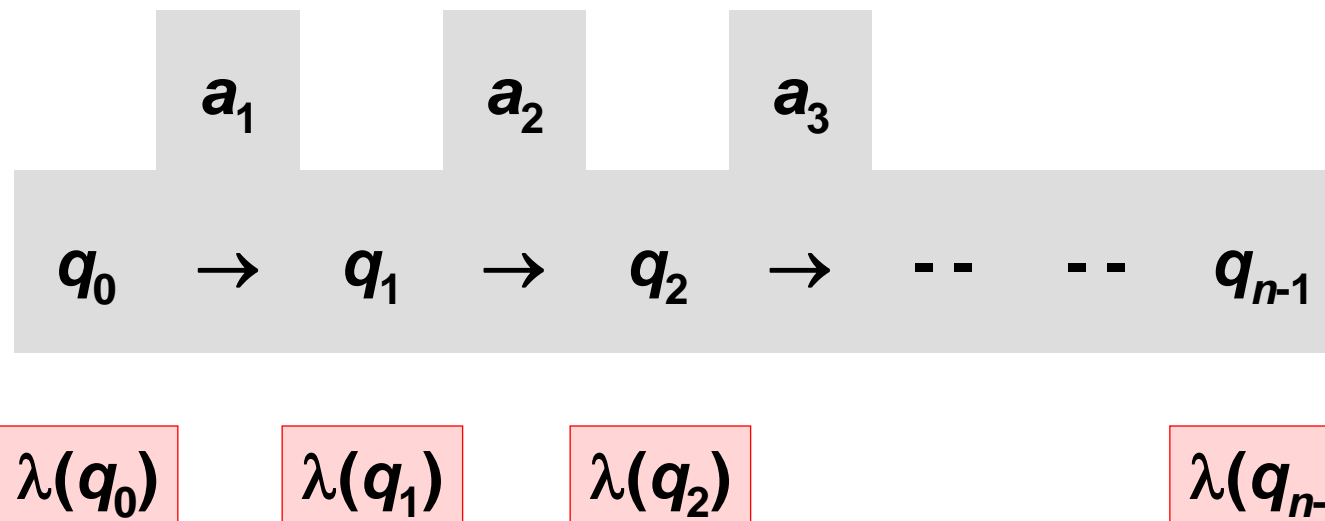 a₁ a₂ a₃
q₀ → q₁ → q₂ → - - - - qₙ₋₁
λ(q₀) λ(q₁) λ(q₂) λ(qₙ₋